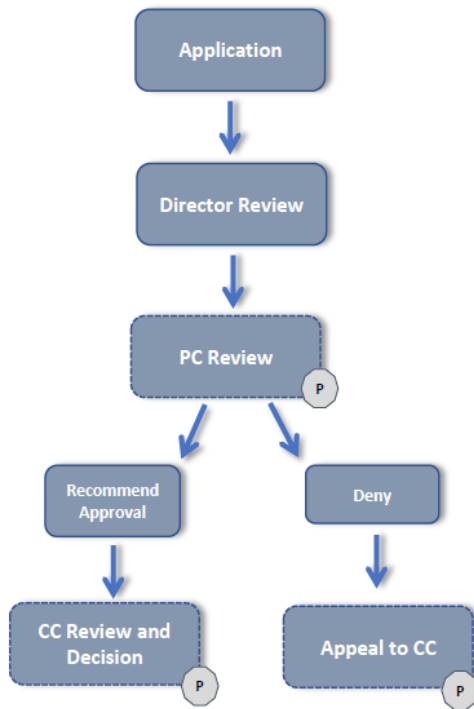 Application
Director Review
PC Review
P
Recommend
Approval
Deny
CC Review and
Decision
P
Appeal to CC
P